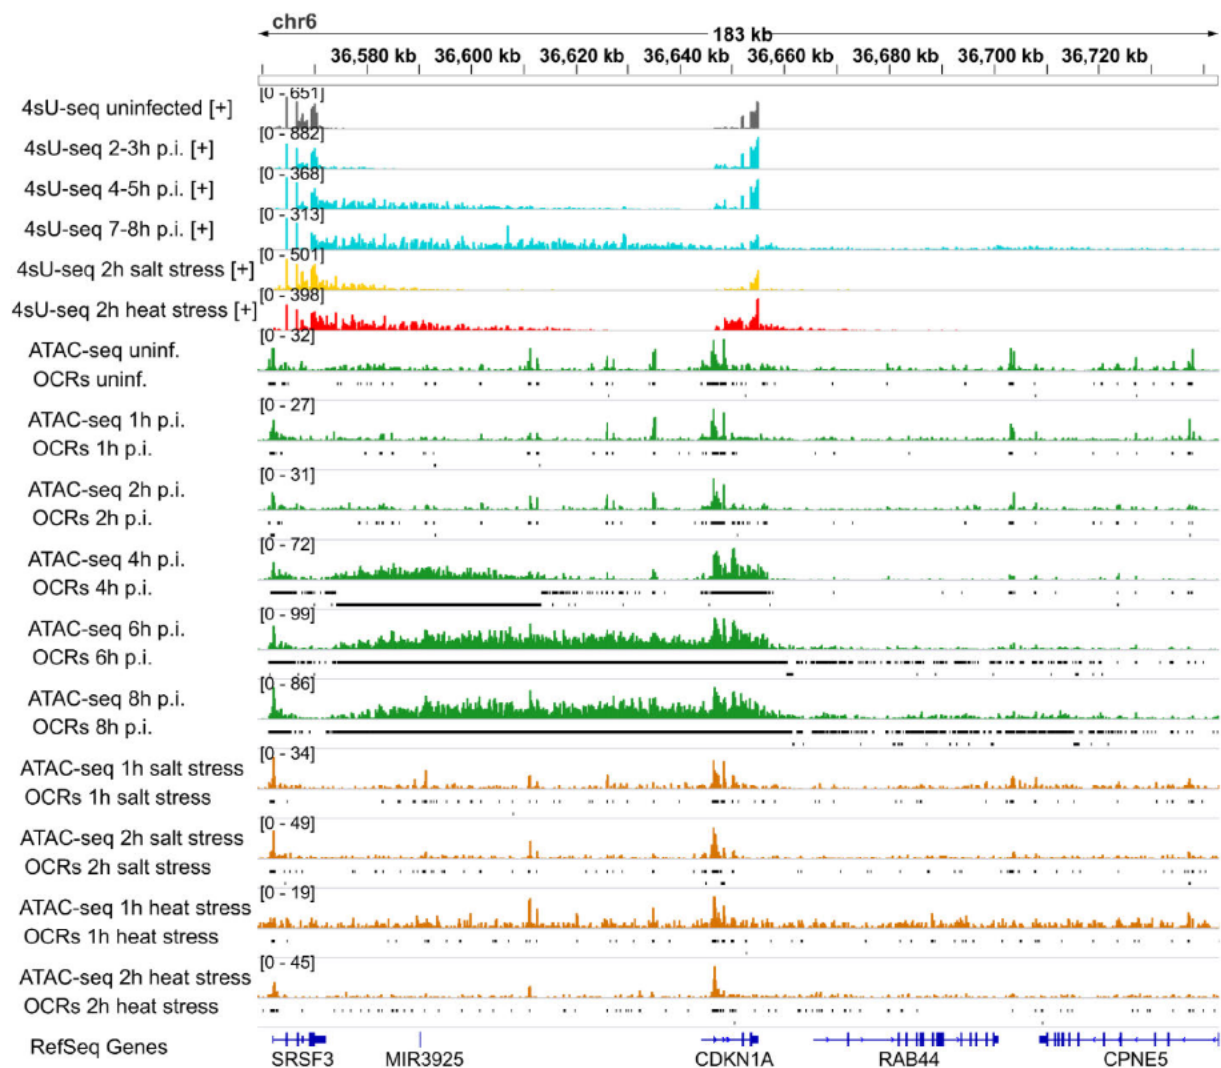 chr6
183 kb
36,580 kb 36,600 kb 36,620 kb 36,640 kb 36,660 kb 36,680 kb 36,700 kb 36,720 kb
4sU-seq uninfected [+] [0 - 651]
4sU-seq 2-3h p.i. [+] [0 - 882]
4sU-seq 4-5h p.i. [+] [0 - 368]
4sU-seq 7-8h p.i. [+] [0 - 313]
4sU-seq 2h salt stress [+] [0 - 501]
4sU-seq 2h heat stress [+] [0 - 398]
ATAC-seq uninf. [0 - 32]
OCRs uninf.
ATAC-seq 1h p.i. [0 - 27]
OCRs 1h p.i.
ATAC-seq 2h p.i. [0 - 31]
OCRs 2h p.i.
ATAC-seq 4h p.i. [0 - 72]
OCRs 4h p.i.
ATAC-seq 6h p.i. [0 - 99]
OCRs 6h p.i.
ATAC-seq 8h p.i. [0 - 86]
OCRs 8h p.i.
ATAC-seq 1h salt stress [0 - 34]
OCRs 1h salt stress
ATAC-seq 2h salt stress [0 - 49]
OCRs 2h salt stress
ATAC-seq 1h heat stress [0 - 19]
OCRs 1h heat stress
ATAC-seq 2h heat stress [0 - 45]
OCRs 2h heat stress
RefSeq Genes
SRSF3 MIR3925 CDKN1A RAB44 CPNE5